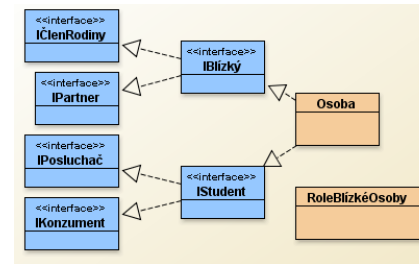 <<interface>>
IČlenRodiny
<<interface>>
IPartner
<<interface>>
IBlízký
Osoba
<<interface>>
IPosluchač
<<interface>>
IKonzument
<<interface>>
IStudent
RoleBlízkéOsoby